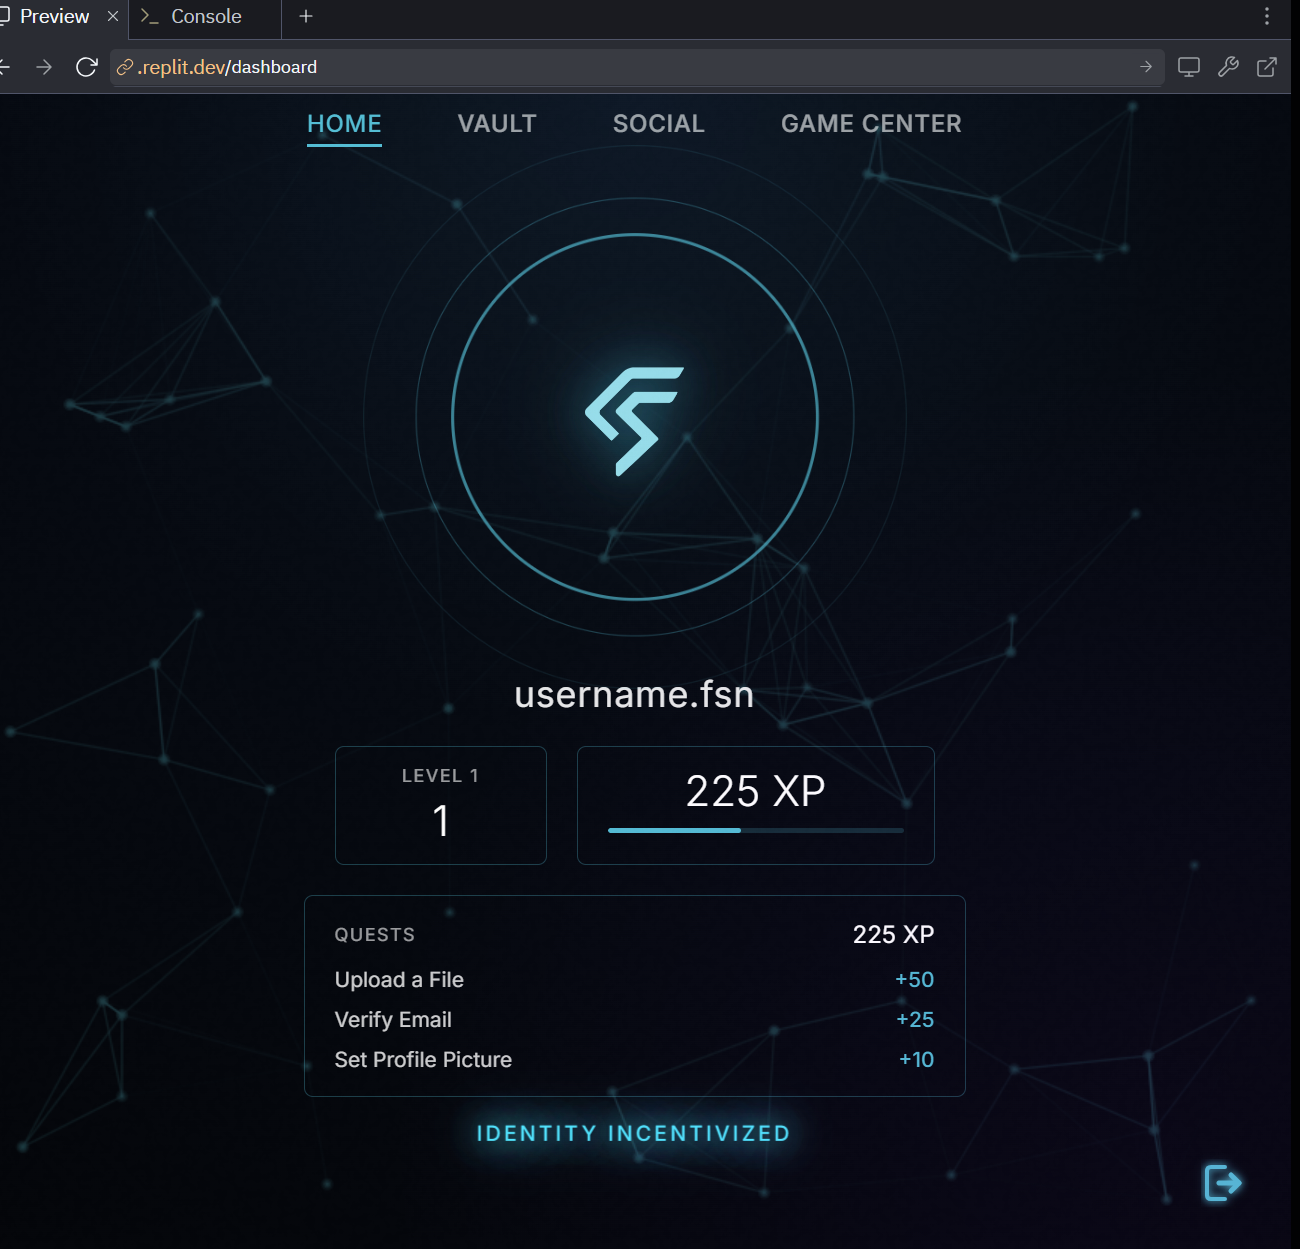 Preview
Console
.replit.dev/dashboard
HOME VAULT SOCIAL GAME CENTER
username.fsn
LEVEL 1
1
225 XP
QUESTS 225 XP
Upload a File +50
Verify Email +25
Set Profile Picture +10
IDENTITY INCENTIVIZED